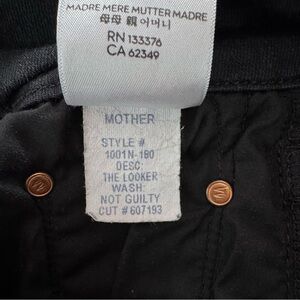 MADRE MERE MUTTER MADRE
母母 親 어머니
RN 133376
CA 62349
MOTHER
STYLE #
1001N-180
DESC:
THE LOOKER
WASH:
NOT GUILTY
CUT # 607193